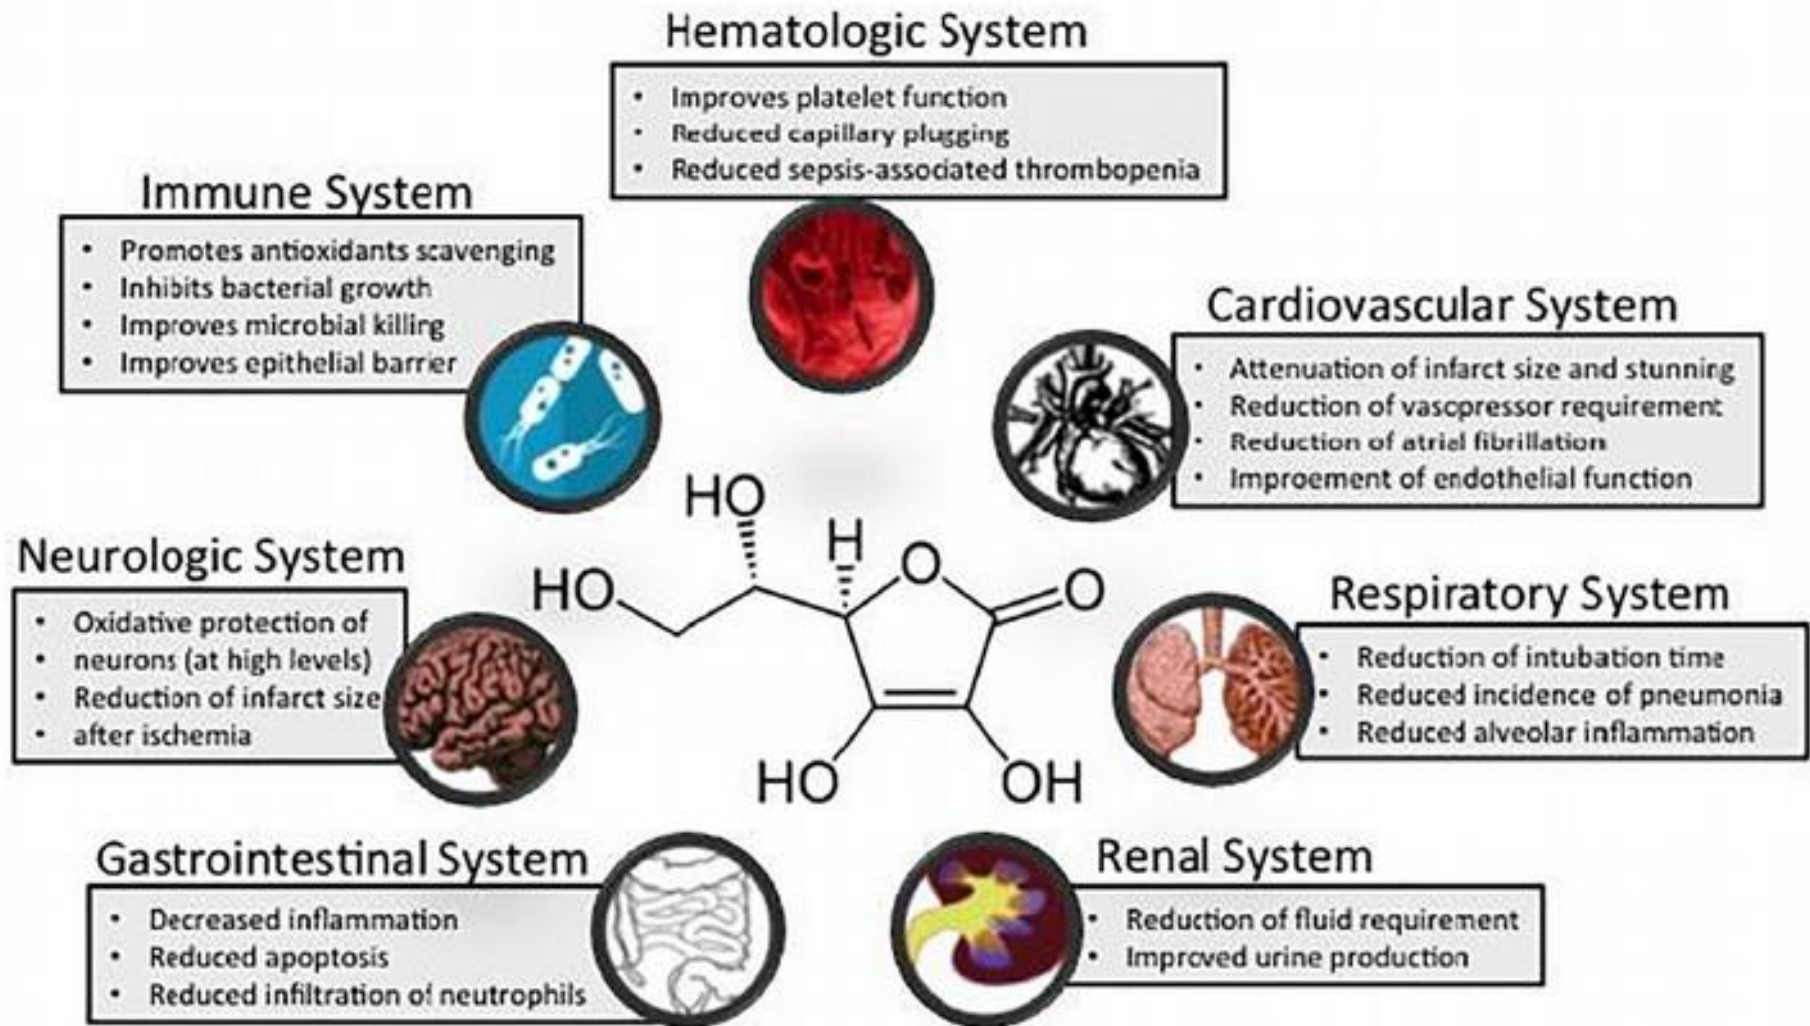 Hematologic System
• Improves platelet function
• Reduced capillary plugging
• Reduced sepsis-associated thrombopenia
Immune System
• Promotes antioxidants scavenging
• Inhibits bacterial growth
• Improves microbial killing
• Improves epithelial barrier
Cardiovascular System
• Attenuation of infarct size and stunning
• Reduction of vasopressor requirement
• Reduction of atrial fibrillation
• Improement of endothelial function
HO
H
O
HO
O
HO
OH
Neurologic System
• Oxidative protection of
• neurons (at high levels)
• Reduction of infarct size
• after ischemia
Respiratory System
• Reduction of intubation time
• Reduced incidence of pneumonia
• Reduced alveolar inflammation
Gastrointestinal System
• Decreased inflammation
• Reduced apoptosis
• Reduced infiltration of neutrophils
Renal System
• Reduction of fluid requirement
• Improved urine production